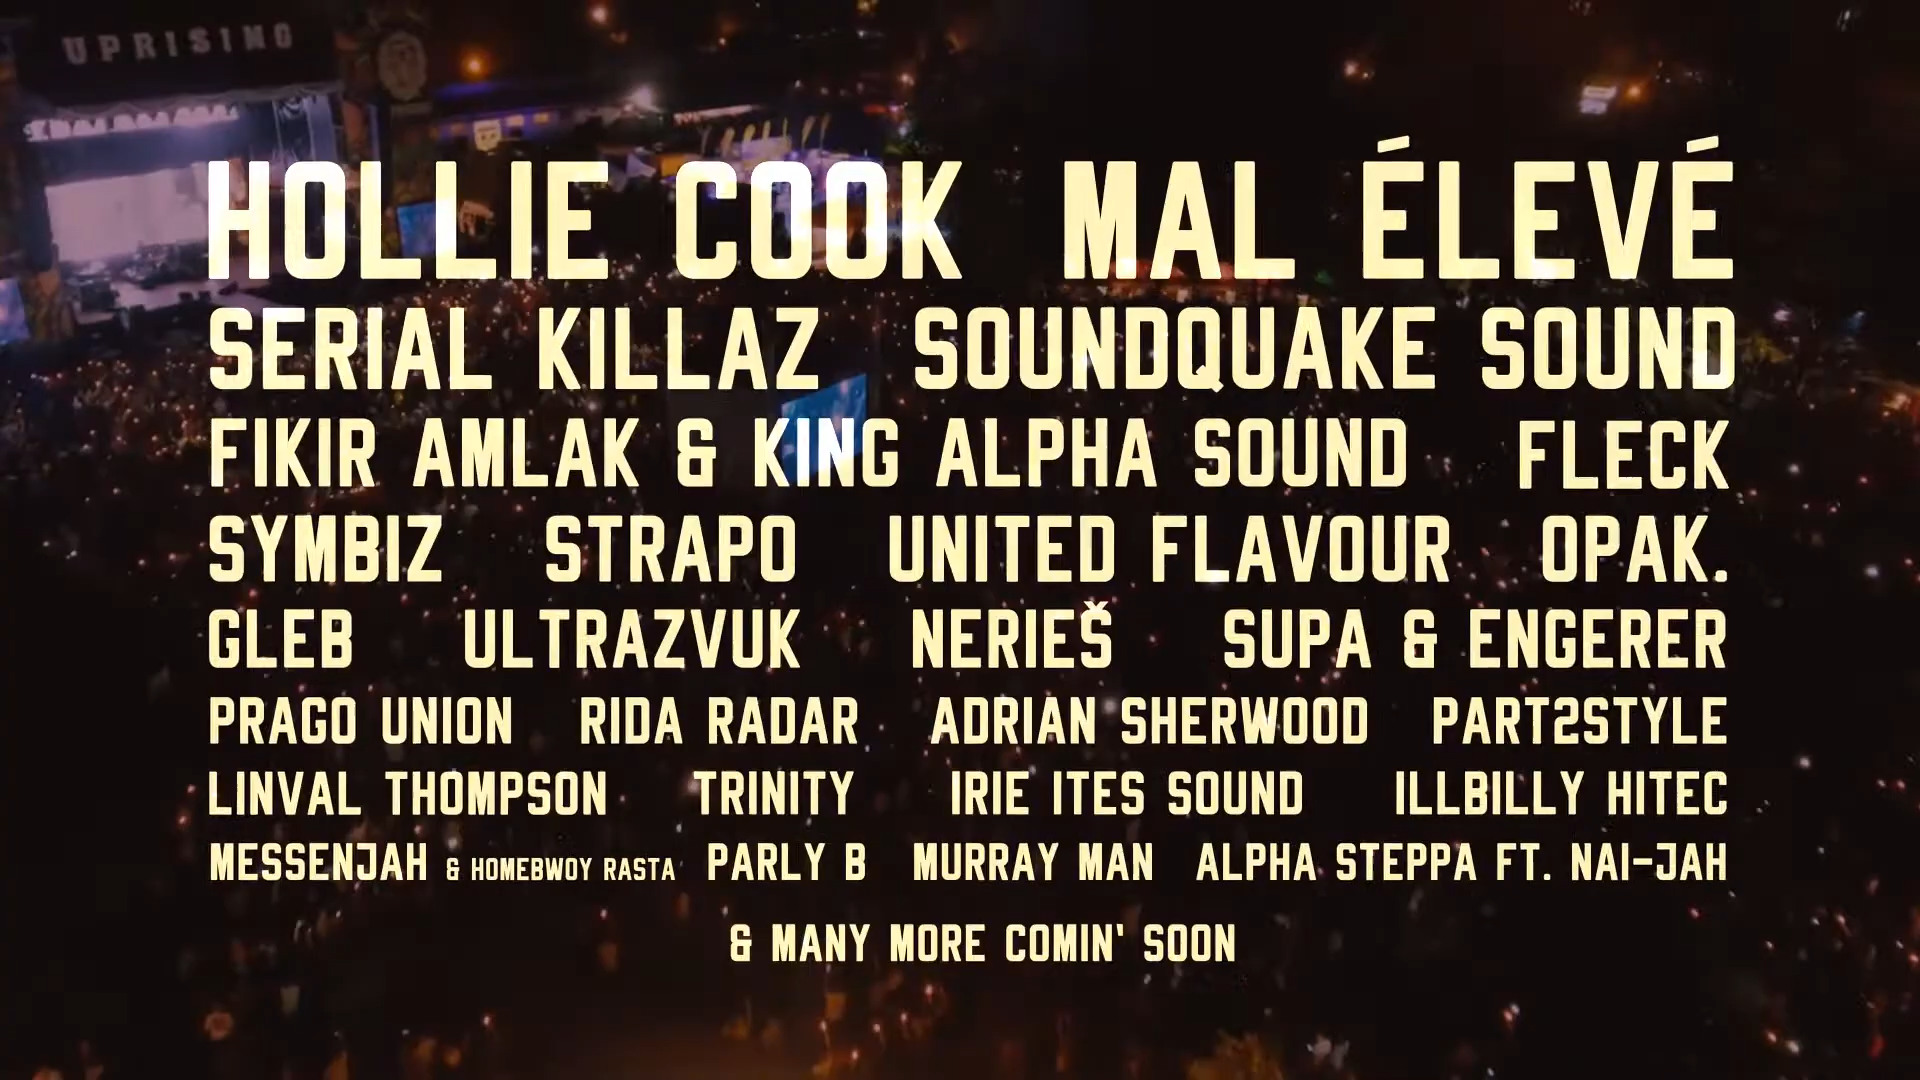 UPRISING
HOLLIE COOK MAL ÉLEVÉ
SERIAL KILLAZ SOUNDQUAKE SOUND
FIKIR AMLAK & KING ALPHA SOUND FLECK
SYMBIZ STRAPO UNITED FLAVOUR OPAK.
GLEB ULTRAZVUK NERIEŠ SUPA & ENGERER
PRAGO UNION RIDA RADAR ADRIAN SHERWOOD PART2STYLE
LINVAL THOMPSON TRINITY IRIE ITES SOUND ILLBILLY HITEC
MESSENJAH & HOMEBWOY RASTA PARLY B MURRAY MAN ALPHA STEPPA FT. NAI-JAH
& MANY MORE COMIN' SOON